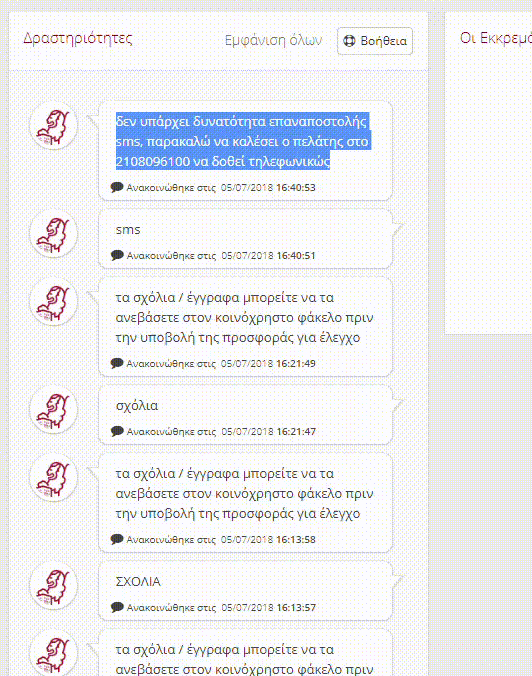 Δραστηριότητες
Εμφάνιση όλων
Βοήθεια
Οι Εκκρεμό
δεν υπάρχει δυνατότητα επαναποστολής
sms, παρακαλώ να καλέσει ο πελάτης στο
2108096100 να δοθεί τηλεφωνικώς
Ανακοινώθηκε στις 05/07/2018 16:40:53
sms
Ανακοινώθηκε στις 05/07/2018 16:40:51
τα σχόλια / έγγραφα μπορείτε να τα
ανεβάσετε στον κοινόχρηστο φάκελο πριν
την υποβολή της προσφοράς για έλεγχο
Ανακοινώθηκε στις 05/07/2018 16:21:49
σχόλια
Ανακοινώθηκε στις 05/07/2018 16:21:47
τα σχόλια / έγγραφα μπορείτε να τα
ανεβάσετε στον κοινόχρηστο φάκελο πριν
την υποβολή της προσφοράς για έλεγχο
Ανακοινώθηκε στις 05/07/2018 16:13:58
ΣΧΟΛΙΑ
Ανακοινώθηκε στις 05/07/2018 16:13:57
τα σχόλια / έγγραφα μπορείτε να τα
ανεβάσετε στον κοινόχρηστο φάκελο πριν